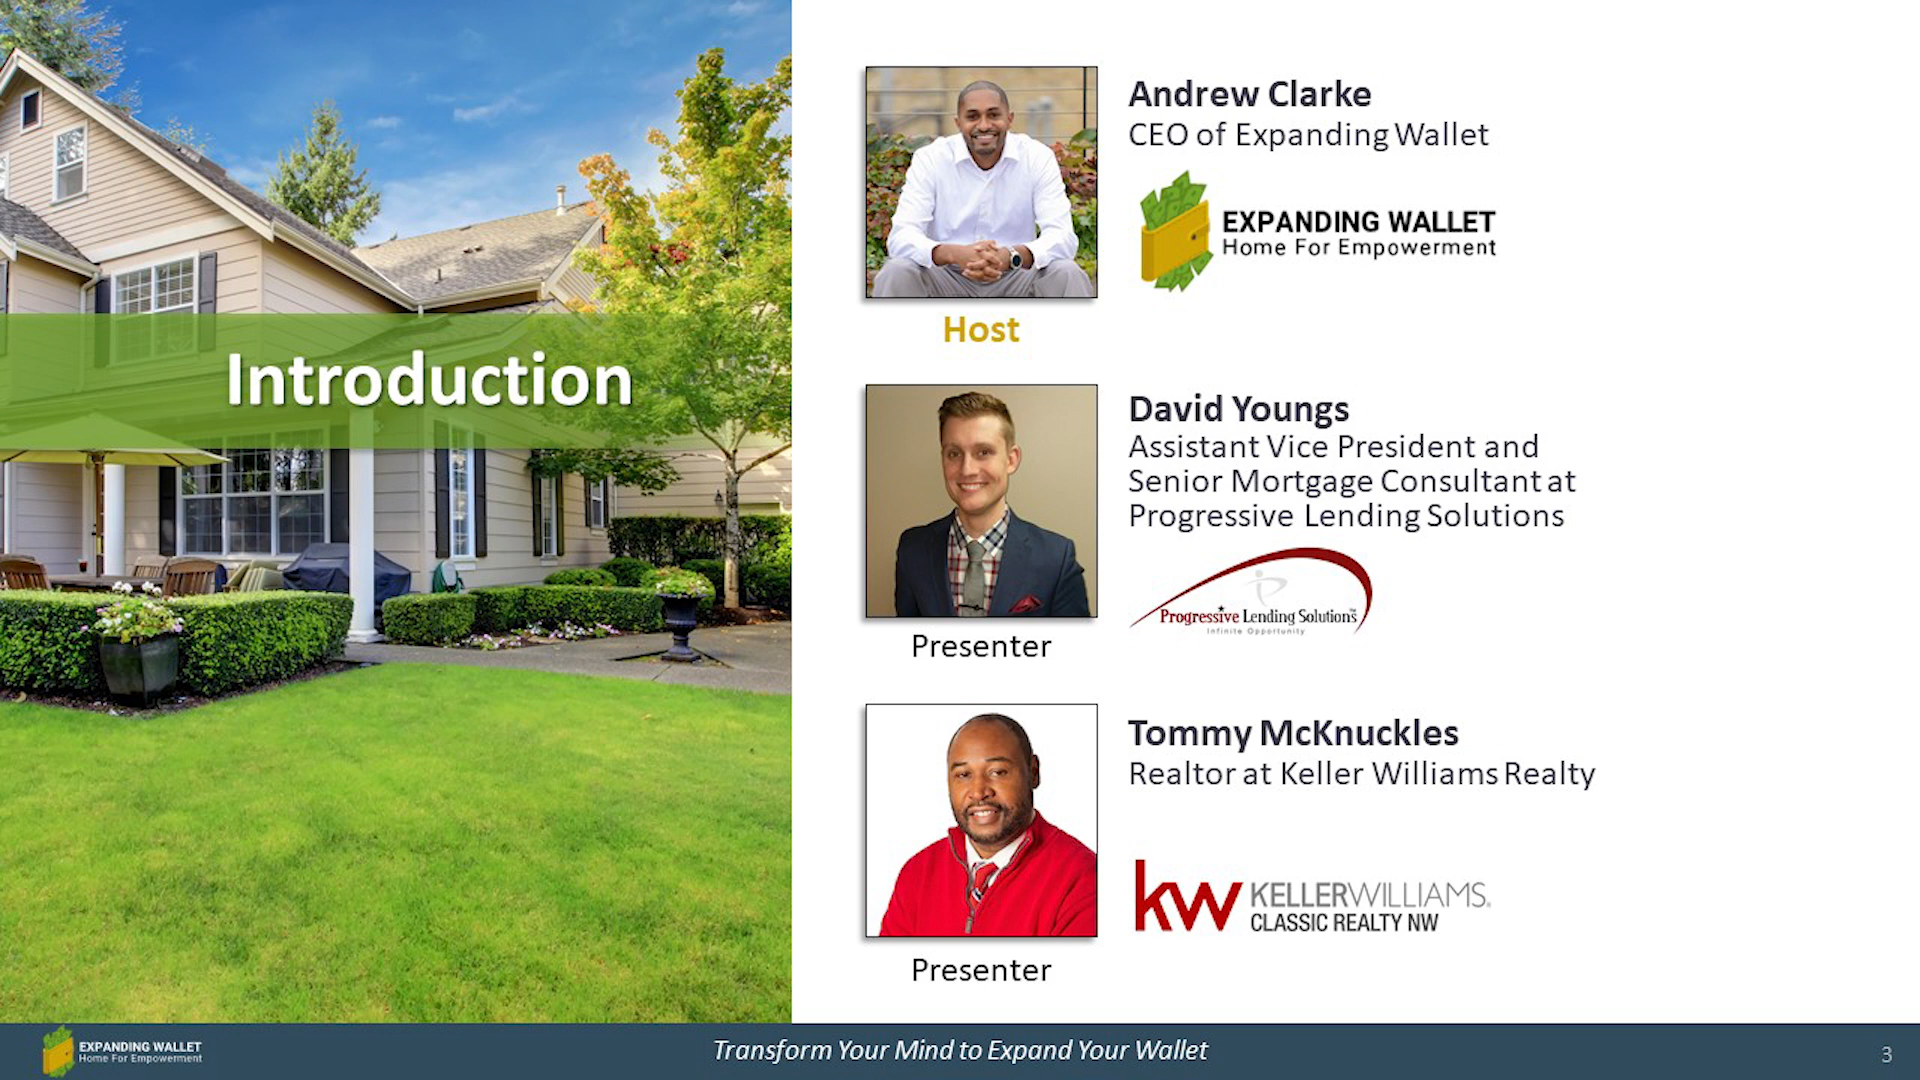 Introduction
Andrew Clarke
CEO of Expanding Wallet
EXPANDING WALLET
Home For Empowerment
Host
David Youngs
Assistant Vice President and
Senior Mortgage Consultant at
Progressive Lending Solutions
Progressive Lending Solutions
Infinite Opportunity
Presenter
Tommy McKnuckles
Realtor at Keller Williams Realty
kw KELLERWILLIAMS.
CLASSIC REALTY NW
Presenter
EXPANDING WALLET
Home For Empowerment
Transform Your Mind to Expand Your Wallet
3